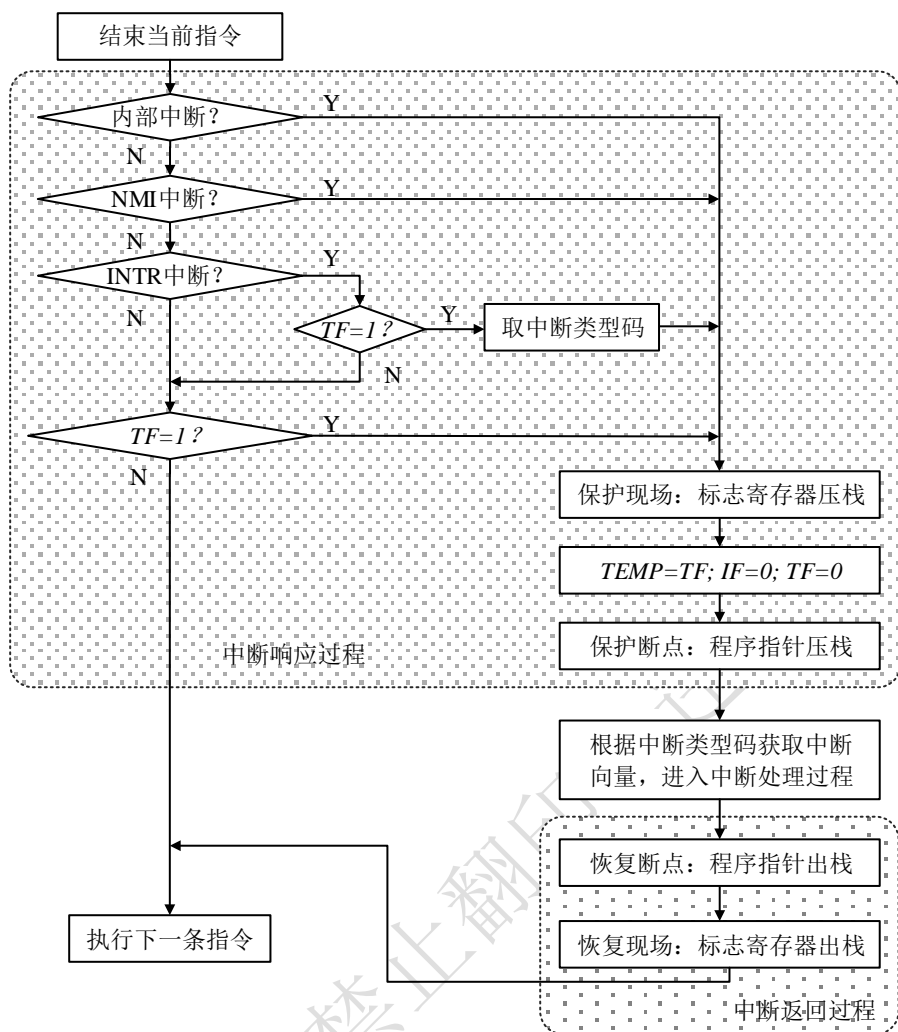 结束当前指令
内部中断？
Y
N
NMI中断？
Y
N
INTR中断？
Y
N
TF=1？
Y
取中断类型码
N
TF=1？
Y
N
保护现场：标志寄存器压栈
TEMP=TF; IF=0; TF=0
保护断点：程序指针压栈
中断响应过程
根据中断类型码获取中断
向量，进入中断处理过程
恢复断点：程序指针出栈
执行下一条指令
恢复现场：标志寄存器出栈
中断返回过程
禁止翻印